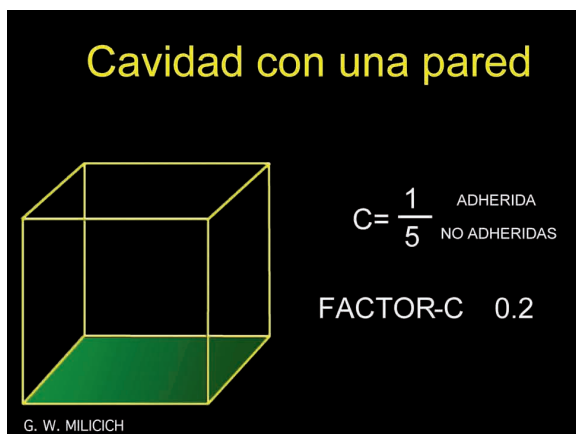 Cavidad con una pared
C= 1/5 ADHERIDA
NO ADHERIDAS
FACTOR-C 0.2
G. W. MILICICH